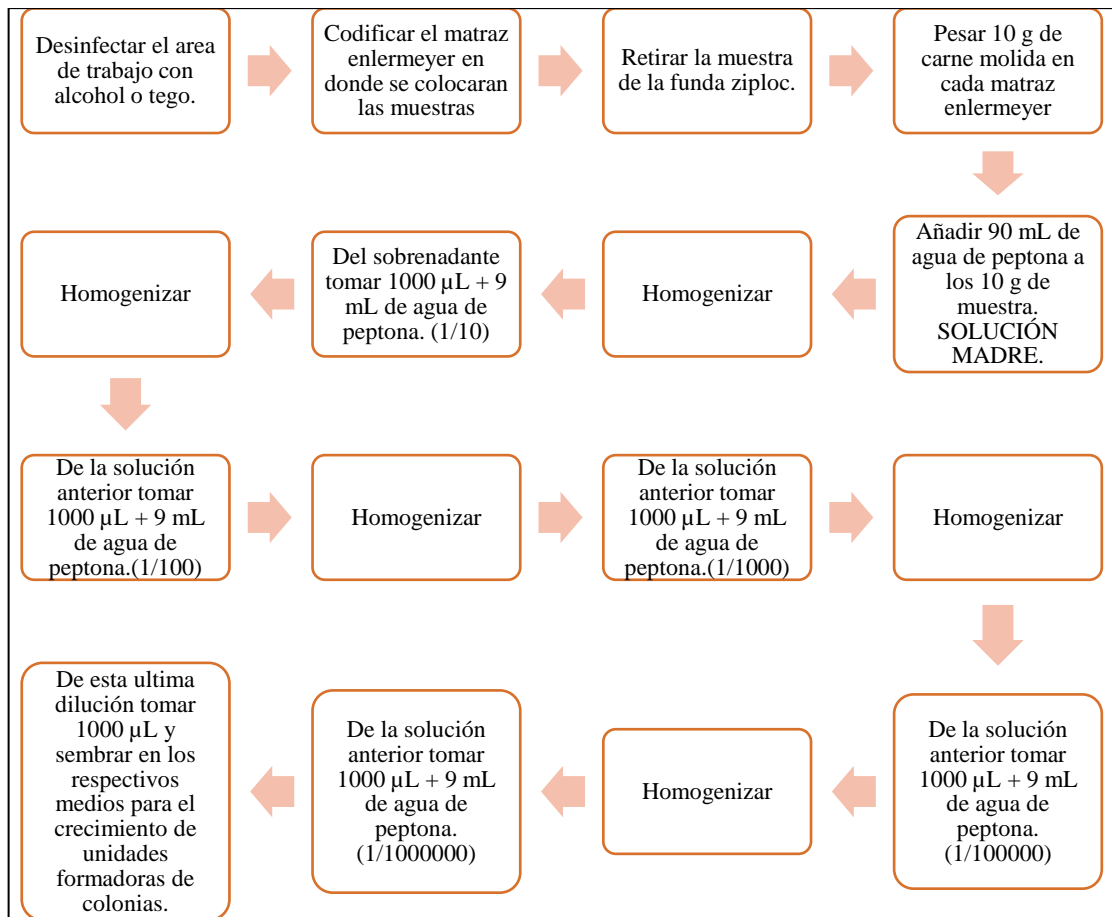 Desinfectar el area
de trabajo con
alcohol o tego.
Codificar el matraz
enlermeyer en
donde se colocaran
las muestras
Retirar la muestra
de la funda ziploc.
Pesar 10 g de
carne molida en
cada matraz
enlermeyer
Añadir 90 mL de
agua de peptona a
los 10 g de
muestra.
SOLUCIÓN
MADRE.
Homogenizar
Del sobrenadante
tomar 1000 µL + 9
mL de agua de
peptona. (1/10)
Homogenizar
De la solución
anterior tomar
1000 µL + 9 mL
de agua de
peptona.(1/100)
Homogenizar
De la solución
anterior tomar
1000 µL + 9 mL
de agua de
peptona.(1/1000)
Homogenizar
De la solución
anterior tomar
1000 µL + 9 mL
de agua de
peptona.
(1/100000)
Homogenizar
De la solución
anterior tomar
1000 µL + 9 mL
de agua de
peptona.
(1/1000000)
De esta ultima
dilución tomar
1000 µL y
sembrar en los
respectivos
medios para el
crecimiento de
unidades
formadoras de
colonias.